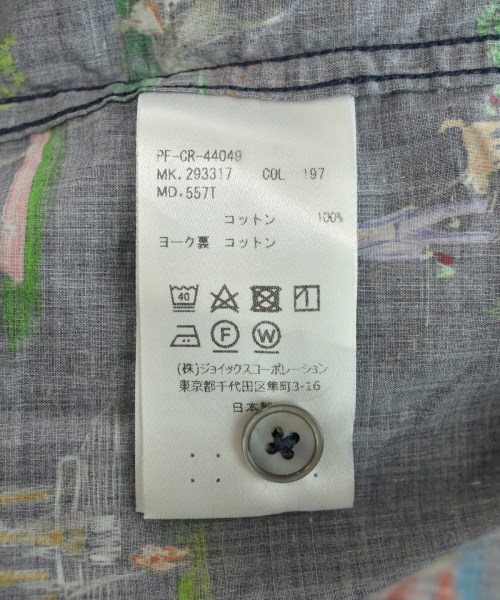 PF-CR-44049
MK.293317 COL 197
MD.557T
コットン 100%
ヨーク裏 コットン
40
F W
(株)ジョイックスコーポレーション
東京都千代田区隼町3-16
日本製